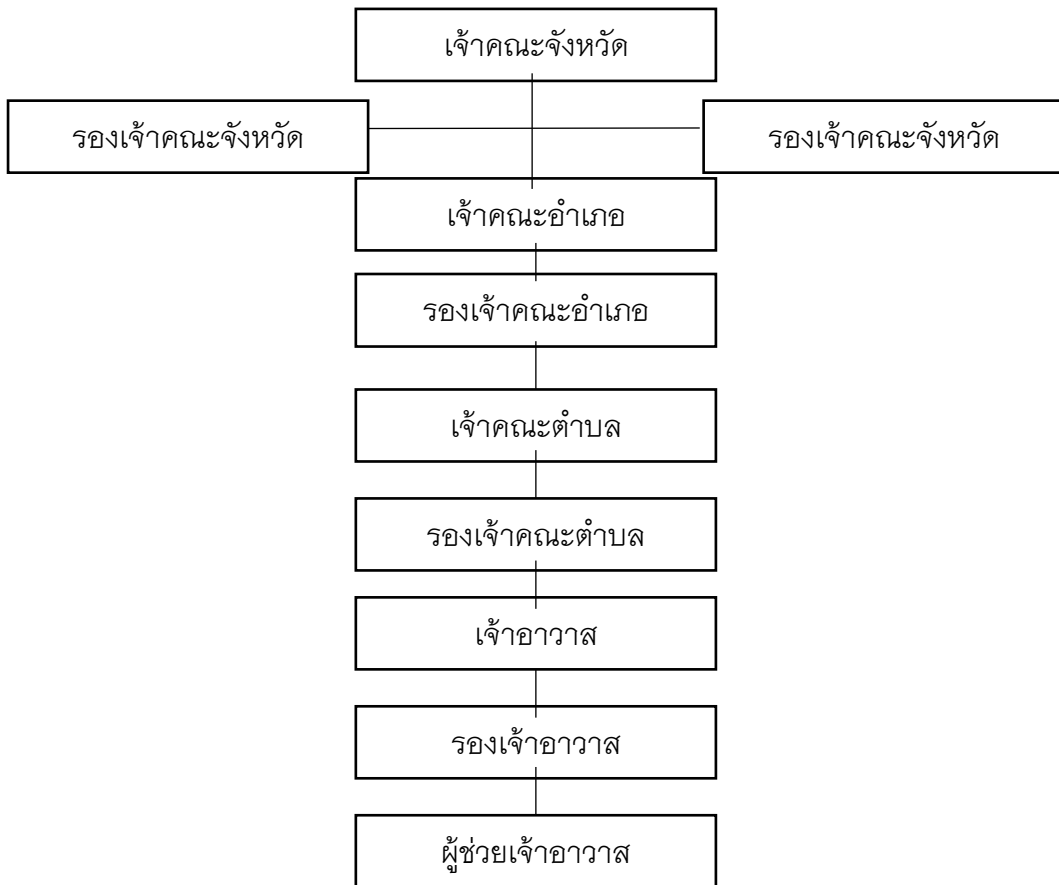 เจ้าคณะจังหวัด
รองเจ้าคณะจังหวัด
รองเจ้าคณะจังหวัด
เจ้าคณะอำเภอ
รองเจ้าคณะอำเภอ
เจ้าคณะตำบล
รองเจ้าคณะตำบล
เจ้าอาวาส
รองเจ้าอาวาส
ผู้ช่วยเจ้าอาวาส